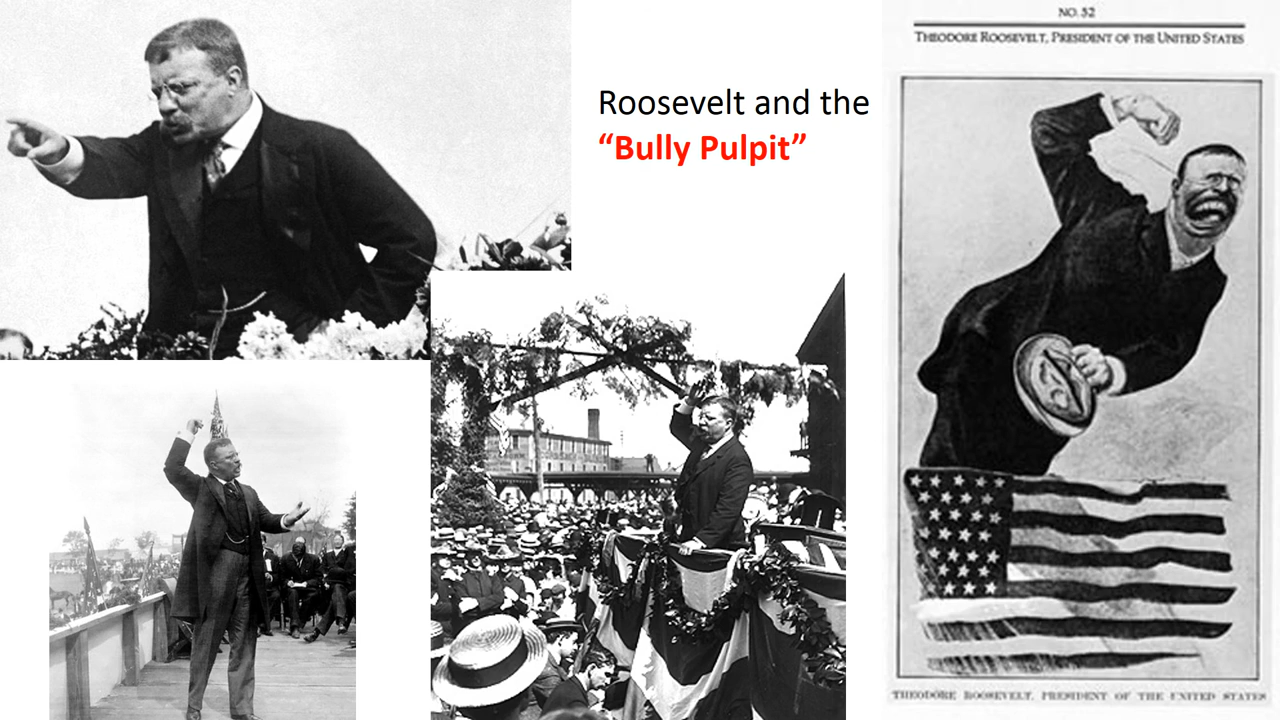 Roosevelt and the
“Bully Pulpit”
NO. 52
THEODORE ROOSEVELT, PRESIDENT OF THE UNITED STATES
THEODORE ROOSEVELT, PRESIDENT OF THE UNITED STATES